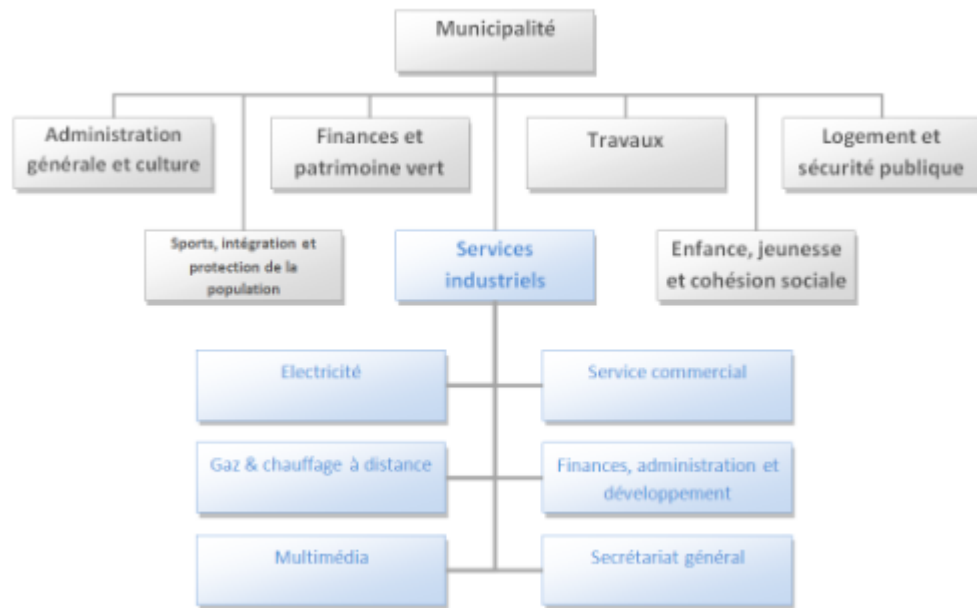 Municipalité
Administration
générale et culture
Finances et
patrimoine vert
Travaux
Logement et
sécurité publique
Sports, intégration et
protection de la
population
Services
industriels
Enfance, jeunesse
et cohésion sociale
Electricité
Service commercial
Gaz & chauffage à distance
Finances, administration et
développement
Multimédia
Secrétariat général